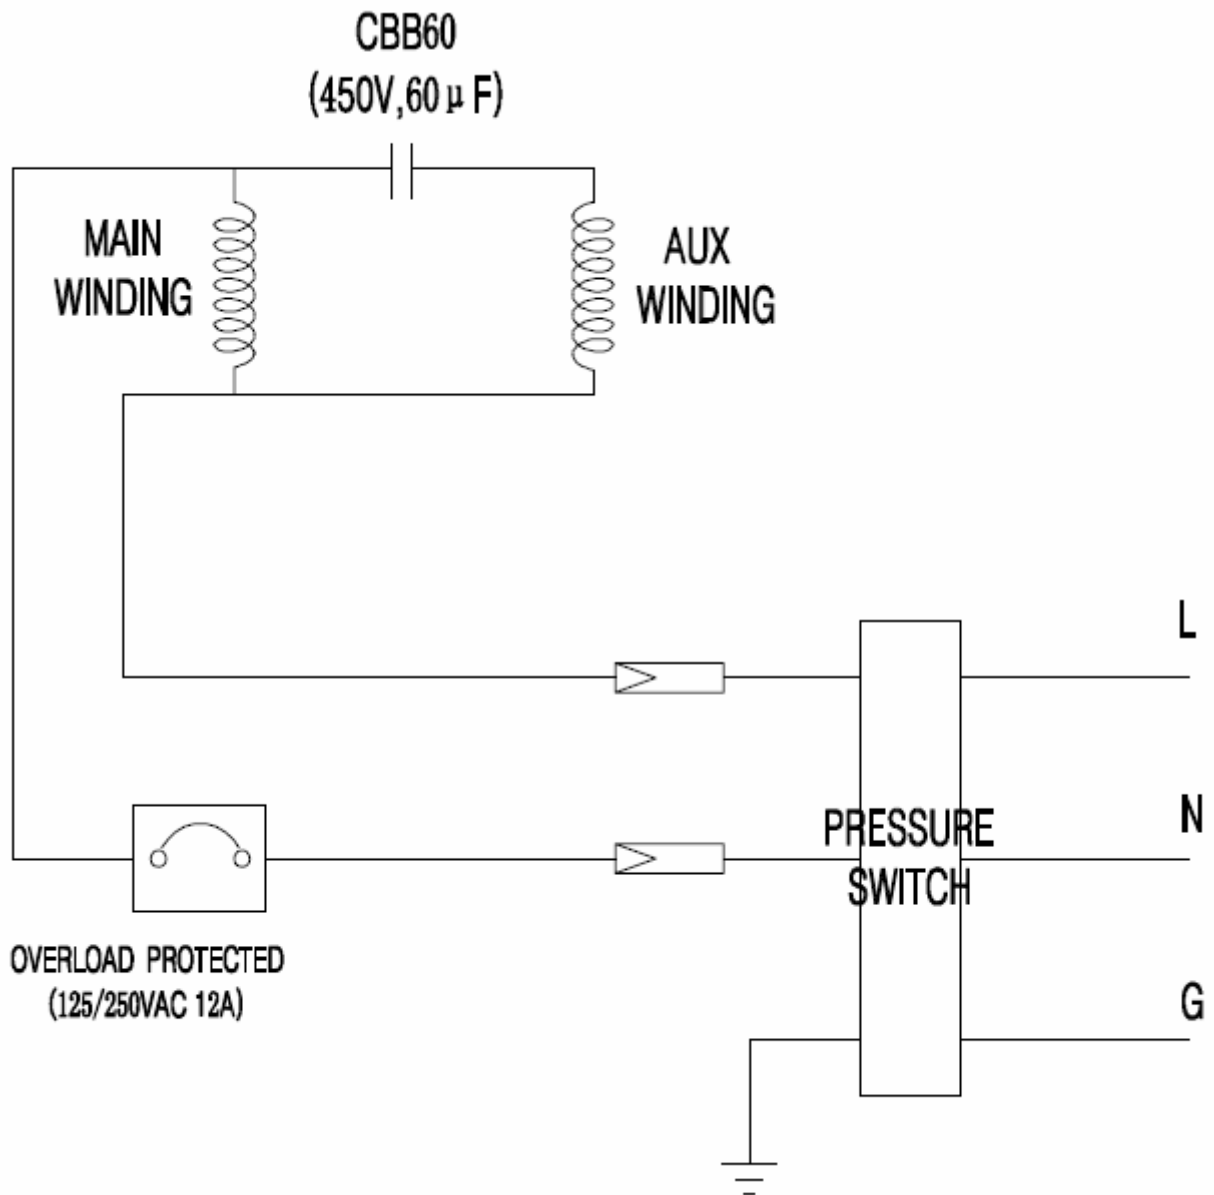 CBB60
(450V,60μF)
MAIN
WINDING
AUX
WINDING
L
N
PRESSURE
SWITCH
OVERLOAD PROTECTED
(125/250VAC 12A)
G